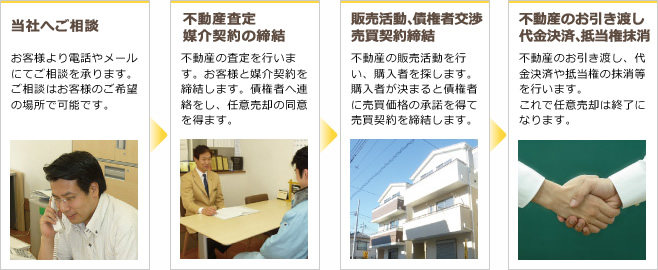 当社へご相談
お客様より電話やメール
にてご相談を承ります。
ご相談はお客様のご希望
の場所で可能です。
不動産査定
媒介契約の締結
不動産の査定を行いま
す。お客様と媒介契約を
締結します。債権者へ連
絡をし、任意売却の同意
を得ます。
販売活動、債権者交渉
売買契約締結
不動産の販売活動を行
い、購入者を探します。
購入者が決まると債権者
に売買価格の承諾を得て
売買契約を締結します。
不動産のお引き渡し
代金決済、抵当権抹消
不動産のお引き渡し、代
金決済や抵当権の抹消等
を行います。
これで任意売却は終了に
なります。